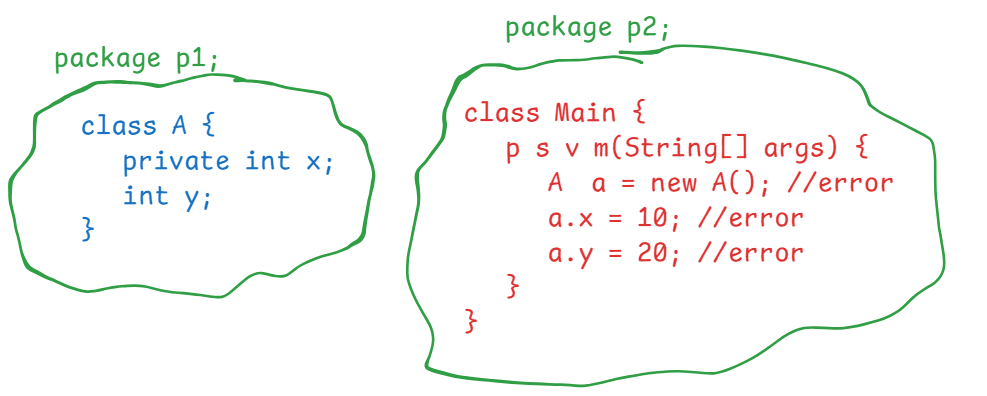 package p1;
class A {
private int x;
int y;
}
package p2;
class Main {
p s v m(String[] args) {
A a = new A(); //error
a.x = 10; //error
a.y = 20; //error
}
}